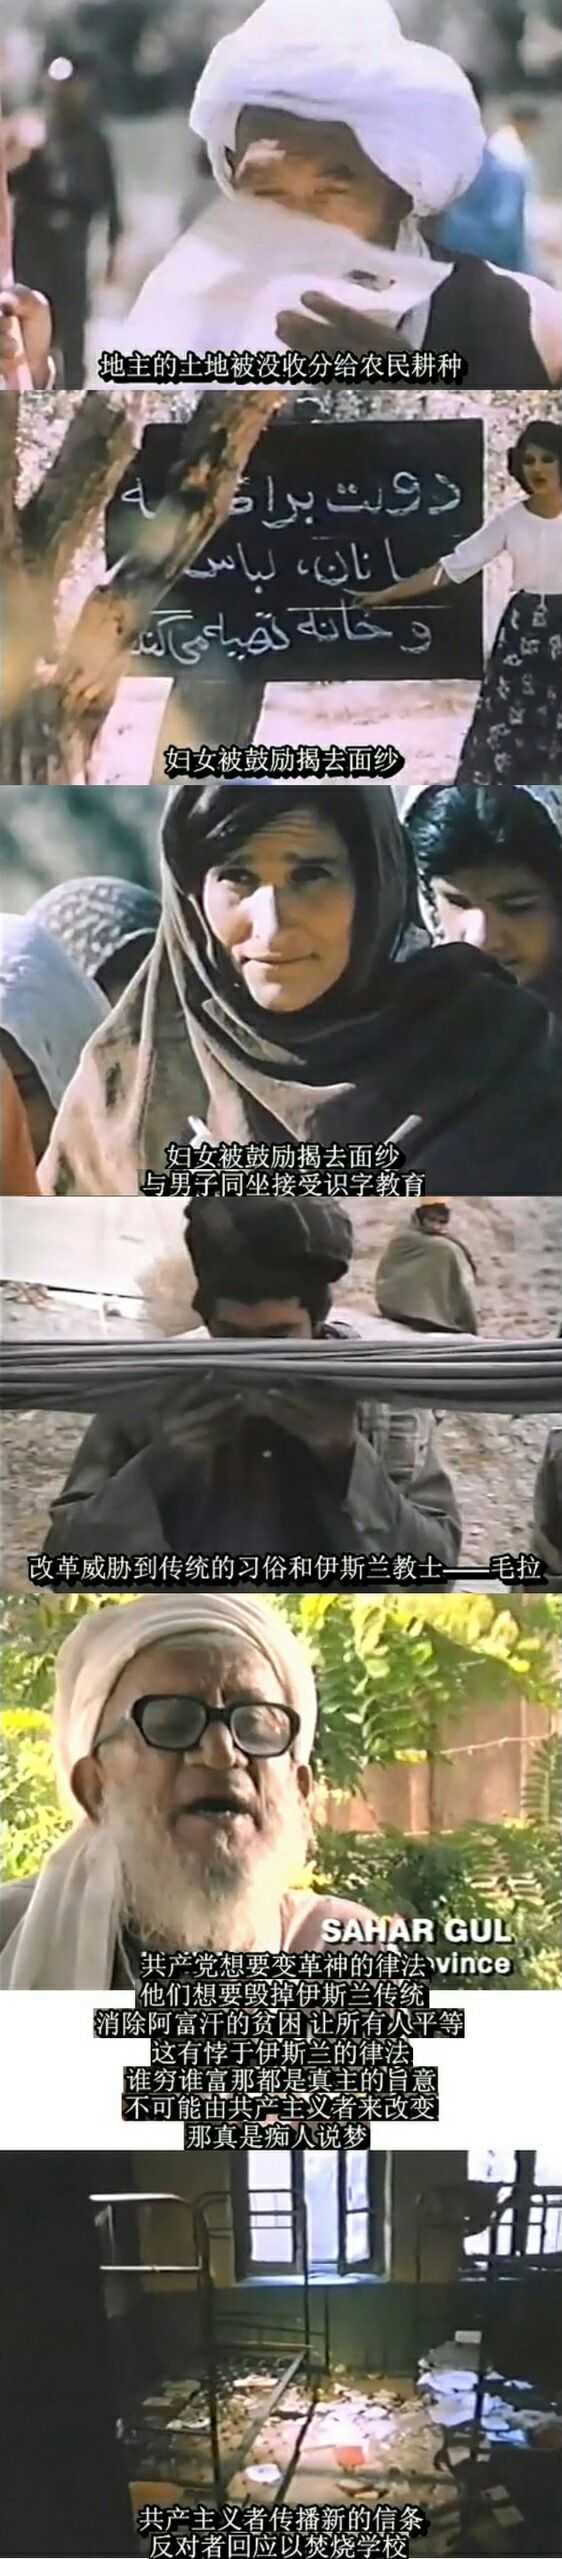 地主的土地被没收分给农民耕种
دولت برای
نان، لباس
و خانه تهیه می‌کند
妇女被鼓励揭去面纱
妇女被鼓励揭去面纱
与男子同坐接受识字教育
改革威胁到传统的习俗和伊斯兰教士——毛拉
SAHAR GUL
共产党想要变革神的律法
他们想要毁掉伊斯兰传统
消除阿富汗的贫困 让所有人平等
这有悖于伊斯兰的律法
谁穷谁富那都是真主的旨意
不可能由共产主义者来改变
那真是痴人说梦
共产主义者传播新的信条
反对者回应以焚烧学校